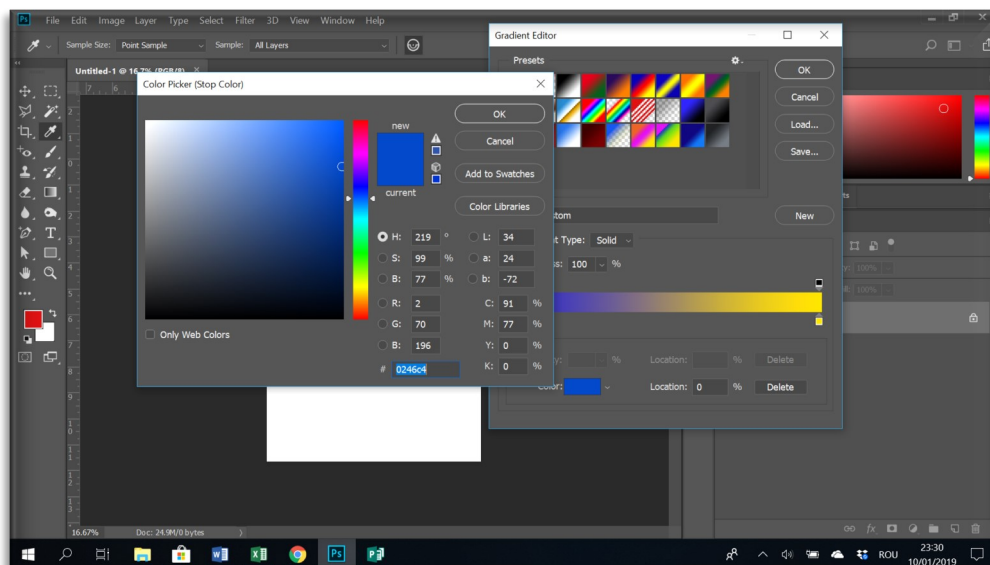 Ps File Edit Image Layer Type Select Filter 3D View Window Help
Sample Size: Point Sample Sample: All Layers
Untitled-1 @ 16.7% (RGB/8)
Gradient Editor
Presets
OK
Cancel
Load...
Save...
New
Type: Solid
100 %
Location: % Delete
Color: Location: 0 % Delete
Color Picker (Stop Color)
new
current
OK
Cancel
Add to Swatches
Color Libraries
H: 219 ° L: 34
S: 99 % a: 24
B: 77 % b: -72
R: 2 C: 91 %
G: 70 M: 77 %
B: 196 Y: 0 %
# 0246c4 K: 0 %
Only Web Colors
100%
100%
16.67% Doc: 24.9M/0 bytes
Ps
ROU
23:30
10/01/2019